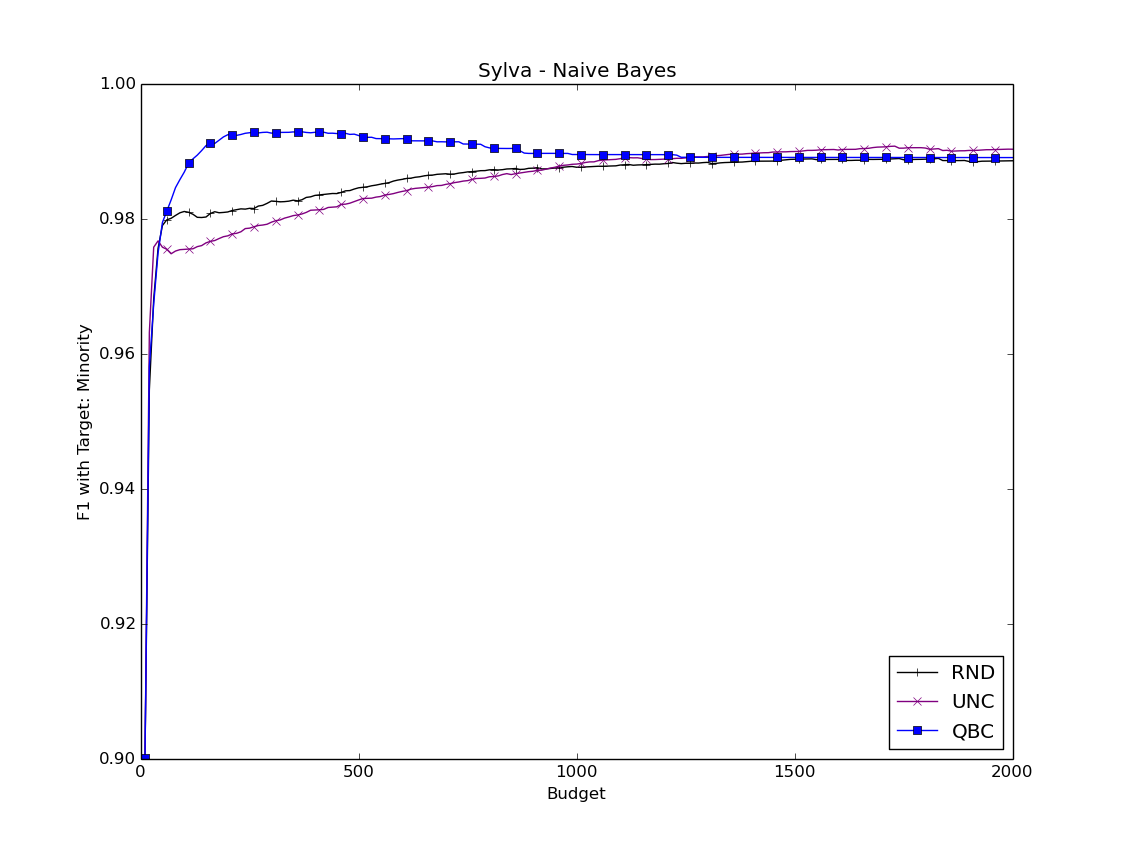 Sylva - Naive Bayes
1.00
0.98
0.96
0.94
0.92
0.90
F1 with Target: Minority
0
500
1000
1500
2000
Budget
RND
UNC
QBC